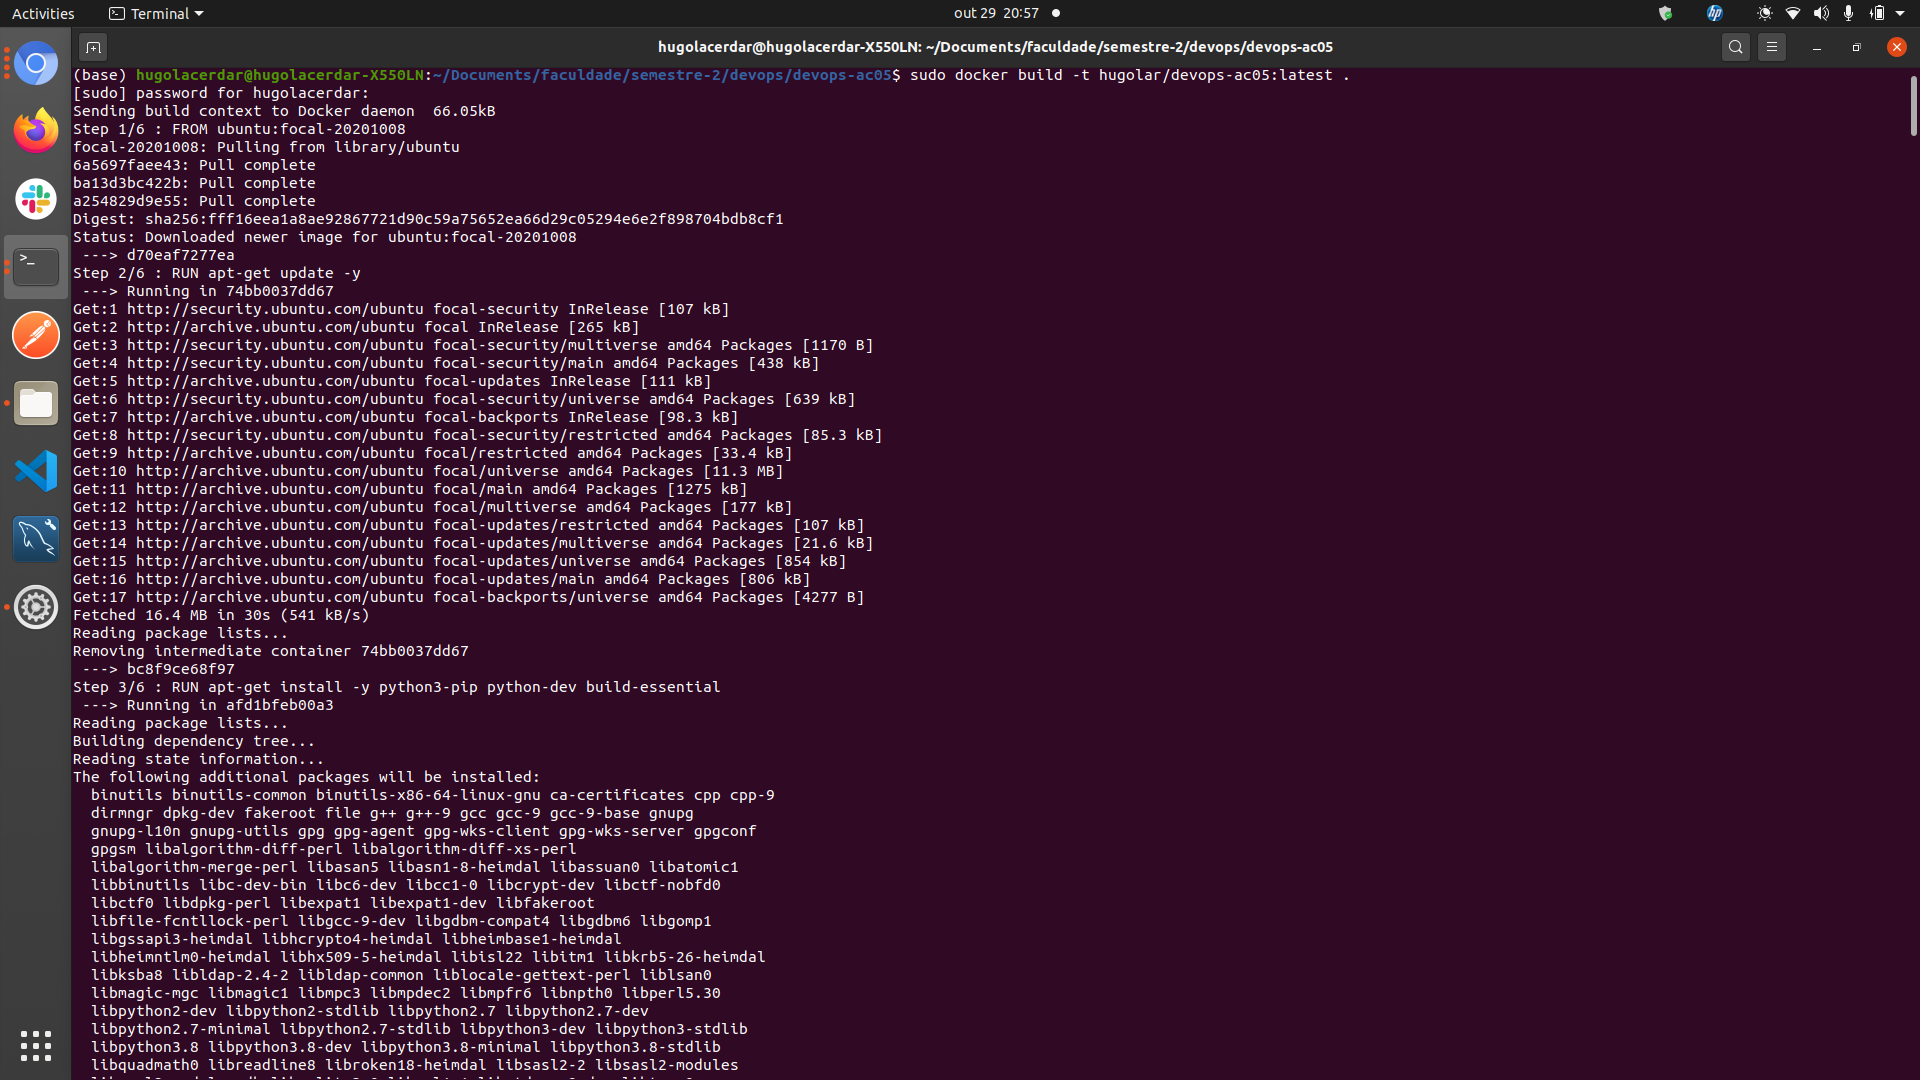 Activities
Terminal
out 29 20:57
hp
hugolacerdar@hugolacerdar-X550LN: ~/Documents/faculdade/semestre-2/devops/devops-ac05
(base) hugolacerdar@hugolacerdar-X550LN:~/Documents/faculdade/semestre-2/devops/devops-ac05$ sudo docker build -t hugolar/devops-ac05:latest .
[sudo] password for hugolacerdar:
Sending build context to Docker daemon  66.05kB
Step 1/6 : FROM ubuntu:focal-20201008
focal-20201008: Pulling from library/ubuntu
6a5697faee43: Pull complete
ba13d3bc422b: Pull complete
a254829d9e55: Pull complete
Digest: sha256:fff16eea1a8ae92867721d90c59a75652ea66d29c05294e6e2f898704bdb8cf1
Status: Downloaded newer image for ubuntu:focal-20201008
 ---> d70eaf7277ea
Step 2/6 : RUN apt-get update -y
 ---> Running in 74bb0037dd67
Get:1 http://security.ubuntu.com/ubuntu focal-security InRelease [107 kB]
Get:2 http://archive.ubuntu.com/ubuntu focal InRelease [265 kB]
Get:3 http://security.ubuntu.com/ubuntu focal-security/multiverse amd64 Packages [1170 B]
Get:4 http://security.ubuntu.com/ubuntu focal-security/main amd64 Packages [438 kB]
Get:5 http://archive.ubuntu.com/ubuntu focal-updates InRelease [111 kB]
Get:6 http://security.ubuntu.com/ubuntu focal-security/universe amd64 Packages [639 kB]
Get:7 http://archive.ubuntu.com/ubuntu focal-backports InRelease [98.3 kB]
Get:8 http://security.ubuntu.com/ubuntu focal-security/restricted amd64 Packages [85.3 kB]
Get:9 http://archive.ubuntu.com/ubuntu focal/restricted amd64 Packages [33.4 kB]
Get:10 http://archive.ubuntu.com/ubuntu focal/universe amd64 Packages [11.3 MB]
Get:11 http://archive.ubuntu.com/ubuntu focal/main amd64 Packages [1275 kB]
Get:12 http://archive.ubuntu.com/ubuntu focal/multiverse amd64 Packages [177 kB]
Get:13 http://archive.ubuntu.com/ubuntu focal-updates/restricted amd64 Packages [107 kB]
Get:14 http://archive.ubuntu.com/ubuntu focal-updates/multiverse amd64 Packages [21.6 kB]
Get:15 http://archive.ubuntu.com/ubuntu focal-updates/universe amd64 Packages [854 kB]
Get:16 http://archive.ubuntu.com/ubuntu focal-updates/main amd64 Packages [806 kB]
Get:17 http://archive.ubuntu.com/ubuntu focal-backports/universe amd64 Packages [4277 B]
Fetched 16.4 MB in 30s (541 kB/s)
Reading package lists...
Removing intermediate container 74bb0037dd67
 ---> bc8f9ce68f97
Step 3/6 : RUN apt-get install -y python3-pip python-dev build-essential
 ---> Running in afd1bfeb00a3
Reading package lists...
Building dependency tree...
Reading state information...
The following additional packages will be installed:
  binutils binutils-common binutils-x86-64-linux-gnu ca-certificates cpp cpp-9
  dirmngr dpkg-dev fakeroot file g++ g++-9 gcc gcc-9 gcc-9-base gnupg
  gnupg-l10n gnupg-utils gpg gpg-agent gpg-wks-client gpg-wks-server gpgconf
  gpgsm libalgorithm-diff-perl libalgorithm-diff-xs-perl
  libalgorithm-merge-perl libasan5 libasn1-8-heimdal libassuan0 libatomic1
  libbinutils libc-dev-bin libc6-dev libcc1-0 libcrypt-dev libctf-nobfd0
  libctf0 libdpkg-perl libexpat1 libexpat1-dev libfakeroot
  libfile-fcntllock-perl libgcc-9-dev libgdbm-compat4 libgdbm6 libgomp1
  libgssapi3-heimdal libhcrypto4-heimdal libheimbase1-heimdal
  libheimntlm0-heimdal libhx509-5-heimdal libisl22 libitm1 libkrb5-26-heimdal
  libksba8 libldap-2.4-2 libldap-common liblocale-gettext-perl liblsan0
  libmagic-mgc libmagic1 libmpc3 libmpdec2 libmpfr6 libnpth0 libperl5.30
  libpython2-dev libpython2-stdlib libpython2.7 libpython2.7-dev
  libpython2.7-minimal libpython2.7-stdlib libpython3-dev libpython3-stdlib
  libpython3.8 libpython3.8-dev libpython3.8-minimal libpython3.8-stdlib
  libquadmath0 libreadline8 libroken18-heimdal libsasl2-2 libsasl2-modules